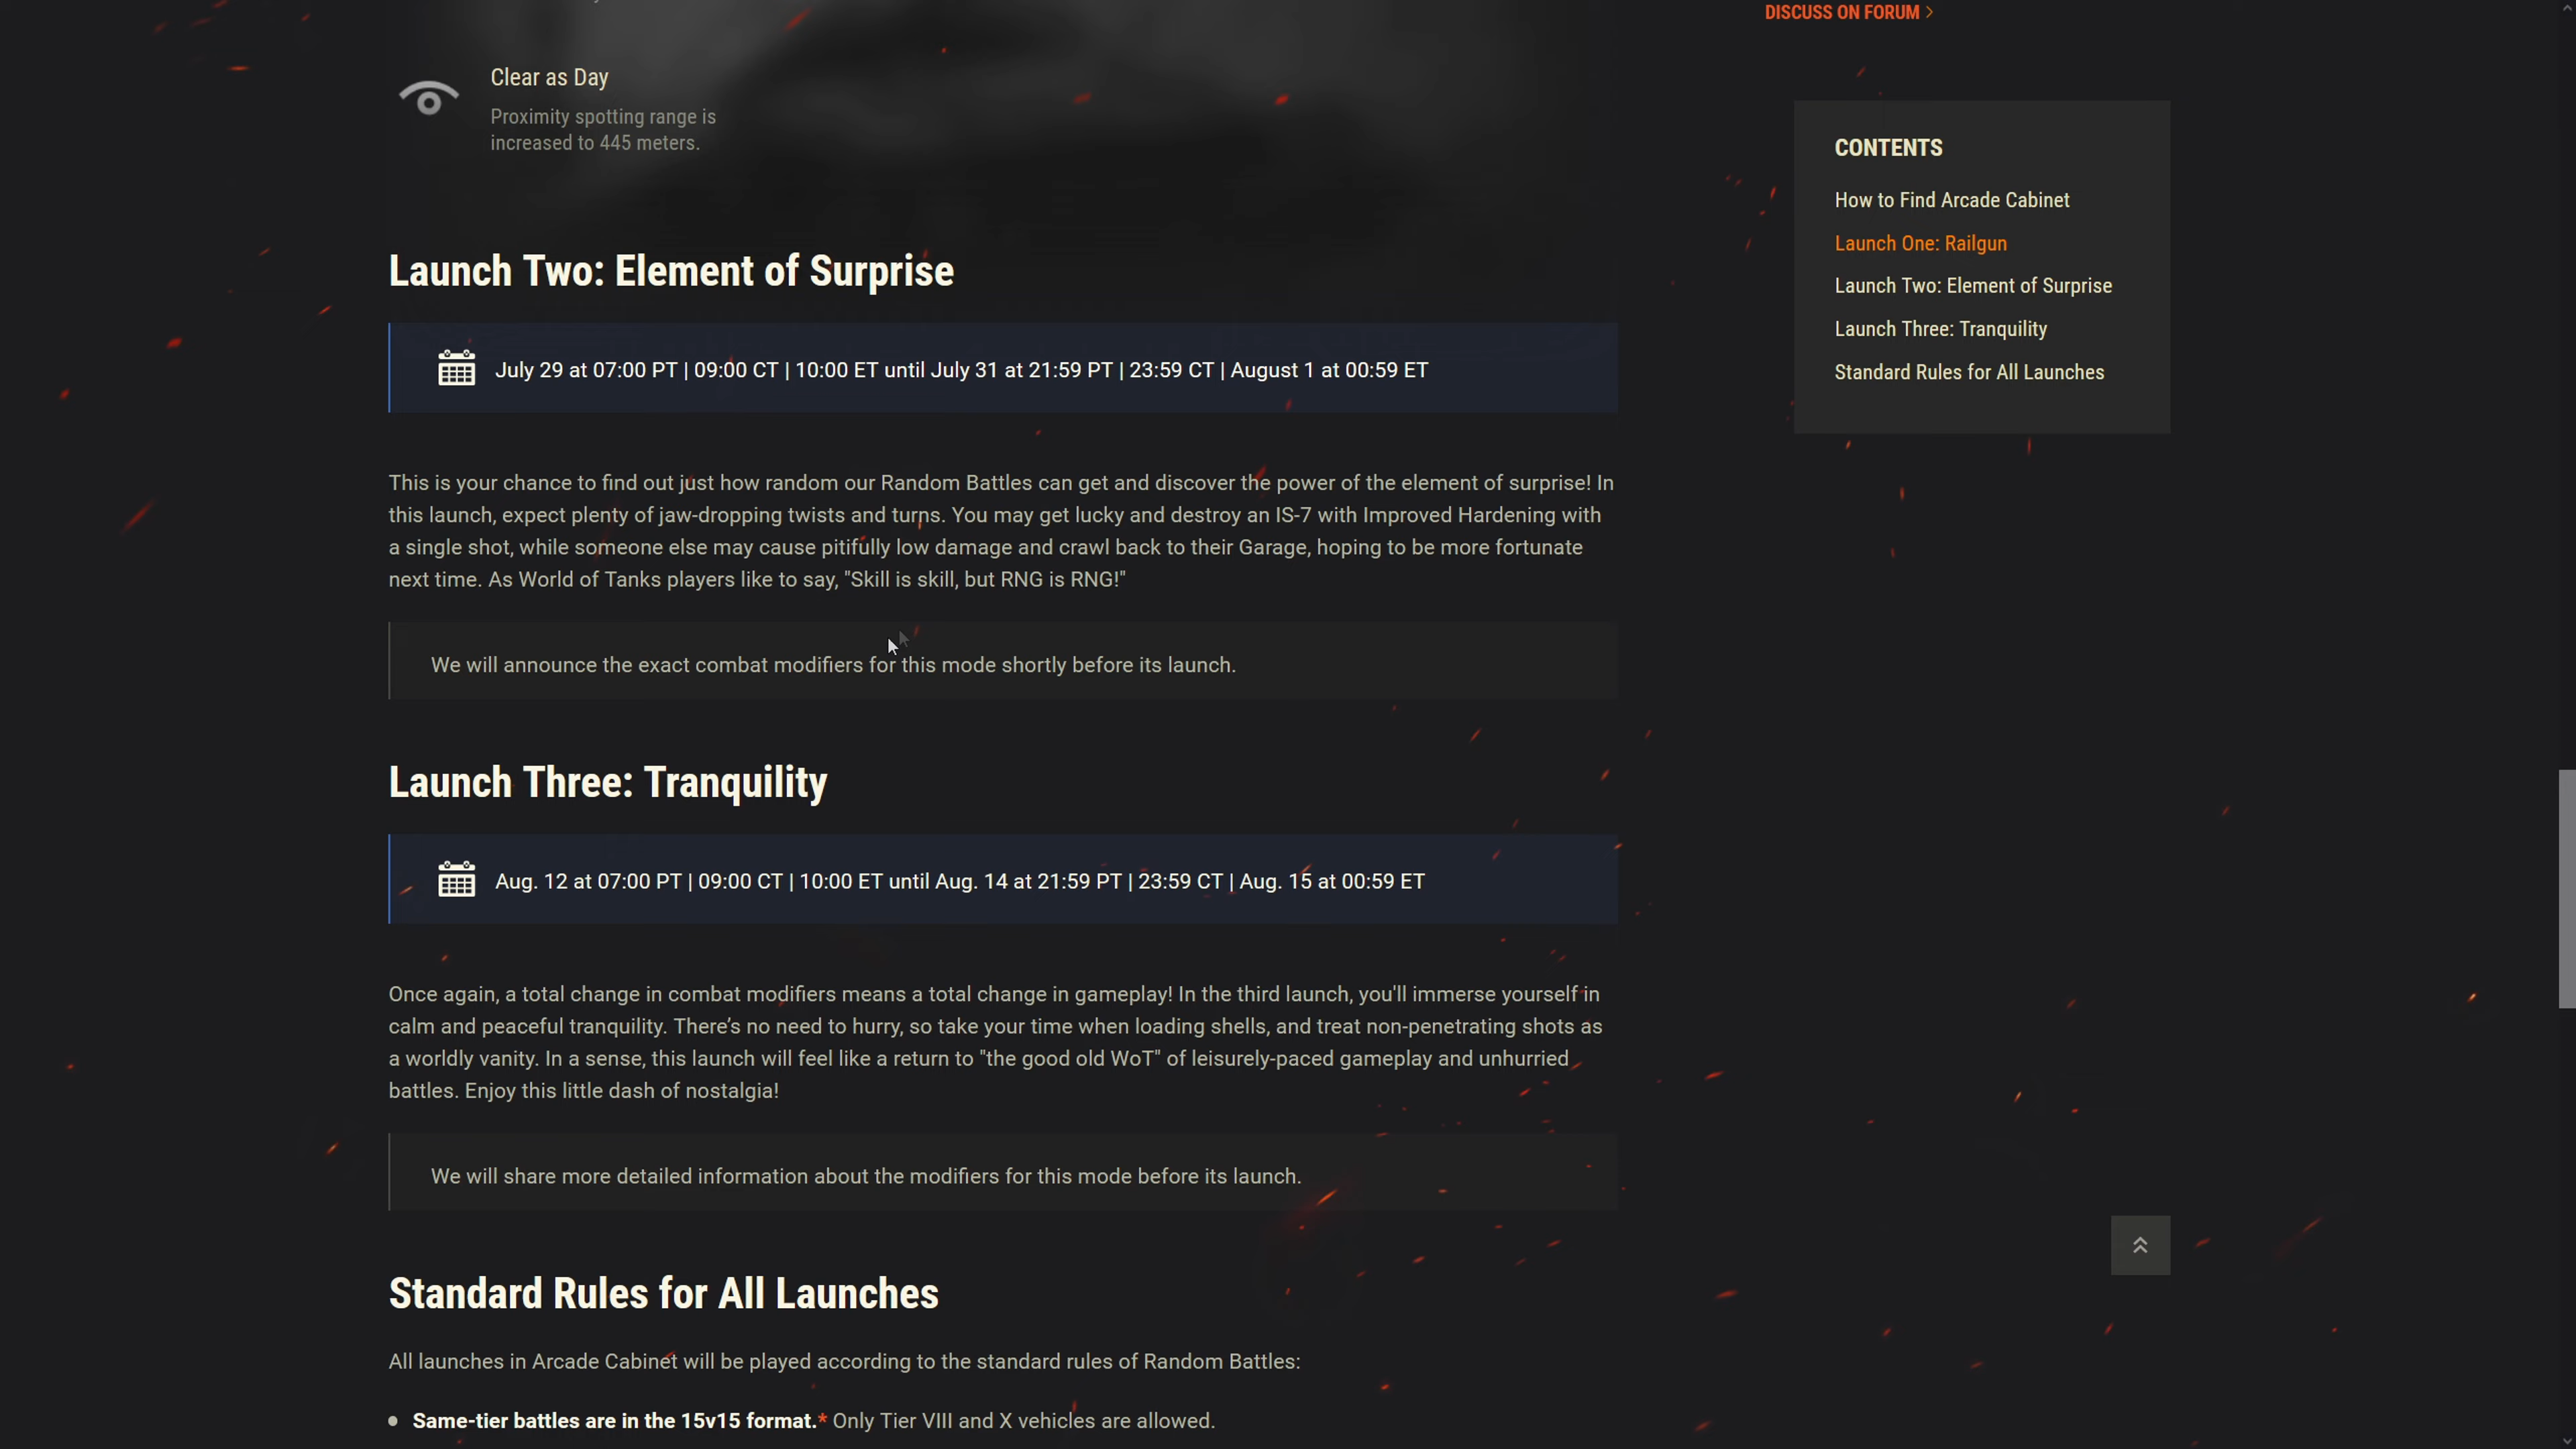 DISCUSS ON FORUM >
Clear as Day
Proximity spotting range is
increased to 445 meters.
CONTENTS
How to Find Arcade Cabinet
Launch One: Railgun
Launch Two: Element of Surprise
Launch Three: Tranquility
Standard Rules for All Launches
Launch Two: Element of Surprise
July 29 at 07:00 PT | 09:00 CT | 10:00 ET until July 31 at 21:59 PT | 23:59 CT | August 1 at 00:59 ET
This is your chance to find out just how random our Random Battles can get and discover the power of the element of surprise! In
this launch, expect plenty of jaw-dropping twists and turns. You may get lucky and destroy an IS-7 with Improved Hardening with
a single shot, while someone else may cause pitifully low damage and crawl back to their Garage, hoping to be more fortunate
next time. As World of Tanks players like to say, "Skill is skill, but RNG is RNG!"
We will announce the exact combat modifiers for this mode shortly before its launch.
Launch Three: Tranquility
Aug. 12 at 07:00 PT | 09:00 CT | 10:00 ET until Aug. 14 at 21:59 PT | 23:59 CT | Aug. 15 at 00:59 ET
Once again, a total change in combat modifiers means a total change in gameplay! In the third launch, you'll immerse yourself in
calm and peaceful tranquility. There’s no need to hurry, so take your time when loading shells, and treat non-penetrating shots as
a worldly vanity. In a sense, this launch will feel like a return to "the good old WoT" of leisurely-paced gameplay and unhurried
battles. Enjoy this little dash of nostalgia!
We will share more detailed information about the modifiers for this mode before its launch.
Standard Rules for All Launches
All launches in Arcade Cabinet will be played according to the standard rules of Random Battles:
• Same-tier battles are in the 15v15 format.* Only Tier VIII and X vehicles are allowed.